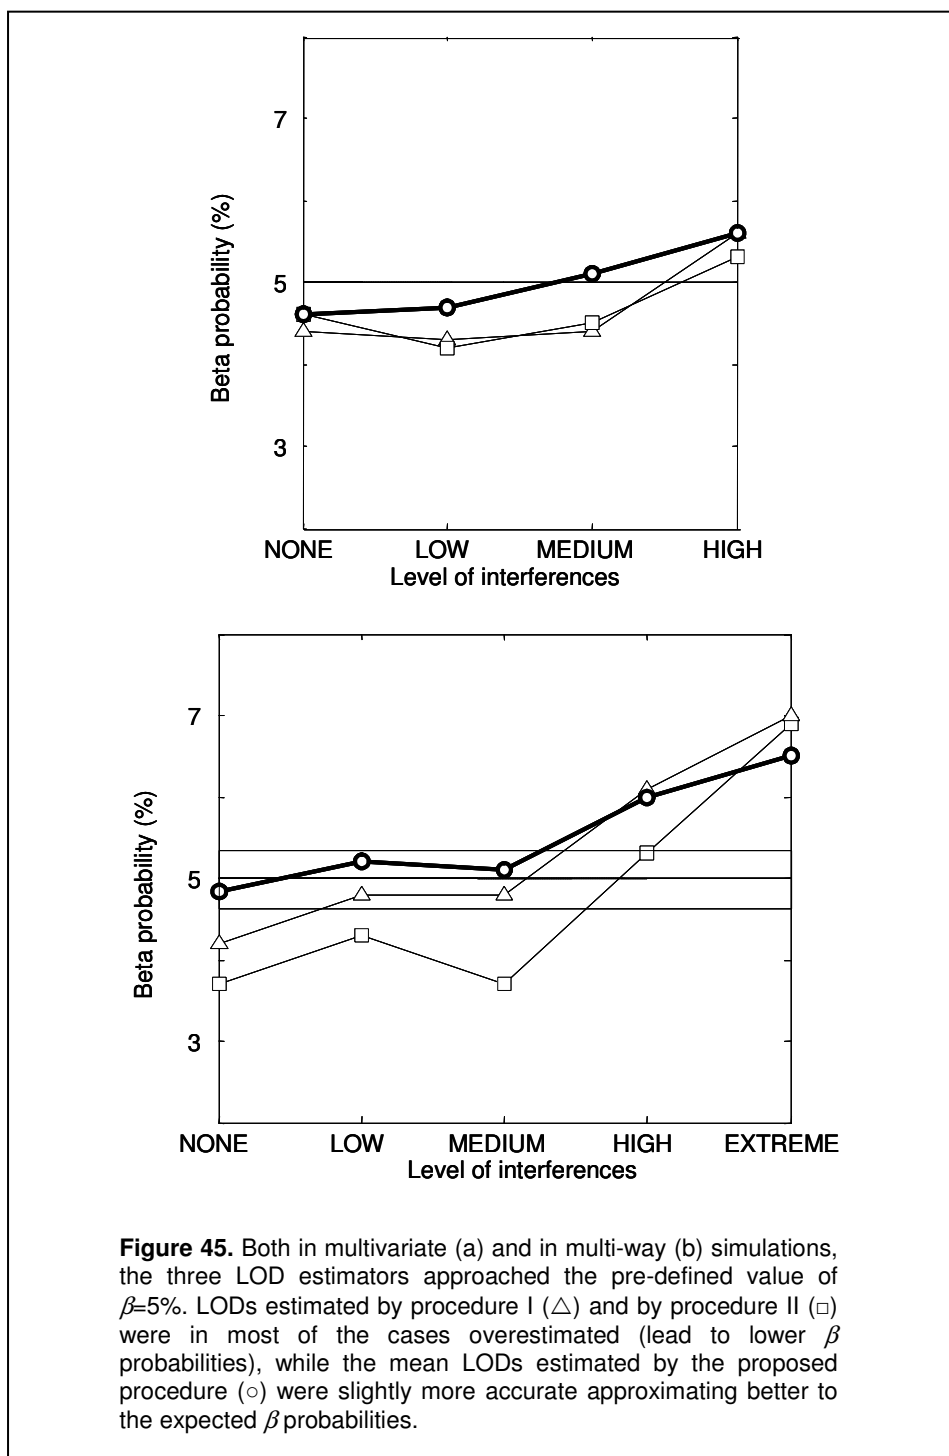 7
5
3
Beta probability (%)
NONE LOW MEDIUM HIGH
Level of interferences
7
5
3
Beta probability (%)
NONE LOW MEDIUM HIGH EXTREME
Level of interferences
Figure 45. Both in multivariate (a) and in multi-way (b) simulations,
the three LOD estimators approached the pre-defined value of
β=5%. LODs estimated by procedure I (△) and by procedure II (□)
were in most of the cases overestimated (lead to lower β
probabilities), while the mean LODs estimated by the proposed
procedure (○) were slightly more accurate approximating better to
the expected β probabilities.